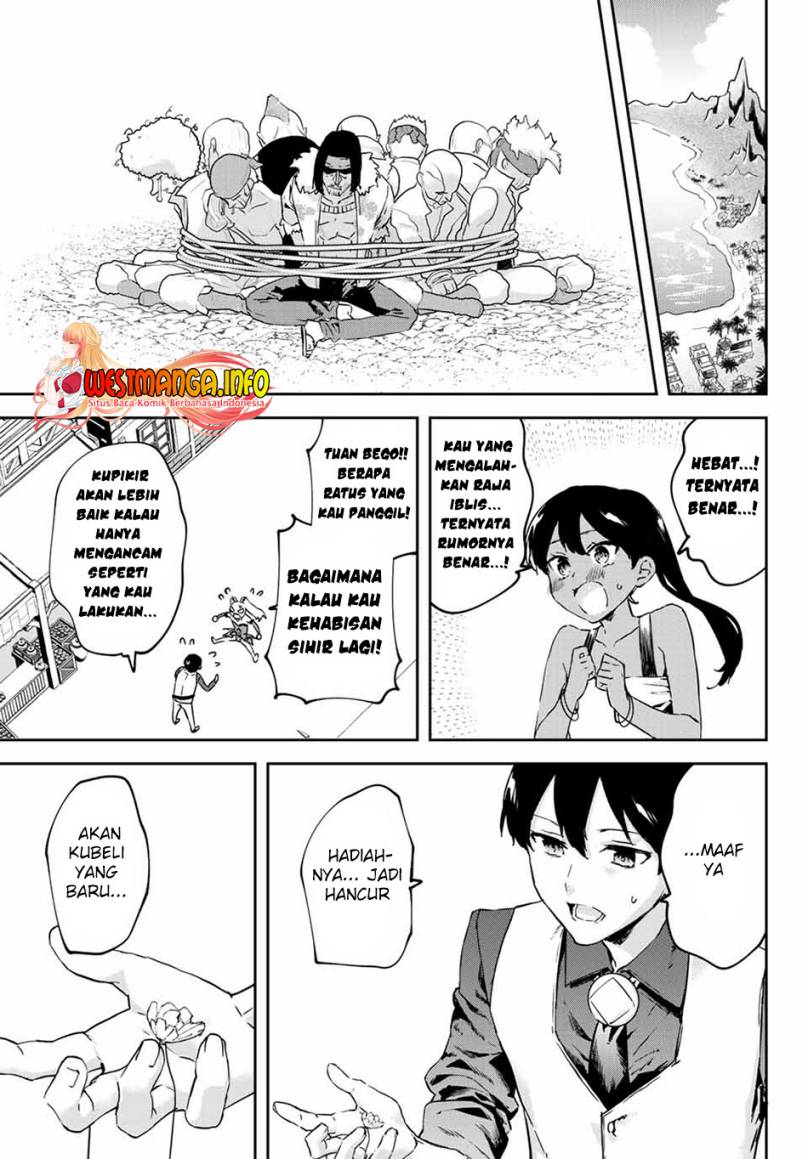 WESTMANGA.INFO
Situs Baca Komik Berbahasa Indonesia
HEBAT...!
TERNYATA
BENAR...!
KAU YANG
MENGALAH-
KAN RAJA
IBLIS...
TERNYATA
RUMORNYA
BENAR...!
TUAN BEGO!!
BERAPA
RATUS YANG
KAU PANGGIL!
BAGAIMANA
KALAU KAU
KEHABISAN
SIHIR LAGI!
KUPIKIR
AKAN LEBIH
BAIK KALAU
HANYA
MENGANCAM
SEPERTI
YANG KAU
LAKUKAN...
...MAAF
YA
HADIAH-
NYA... JADI
HANCUR
AKAN
KUBELI
YANG
BARU...